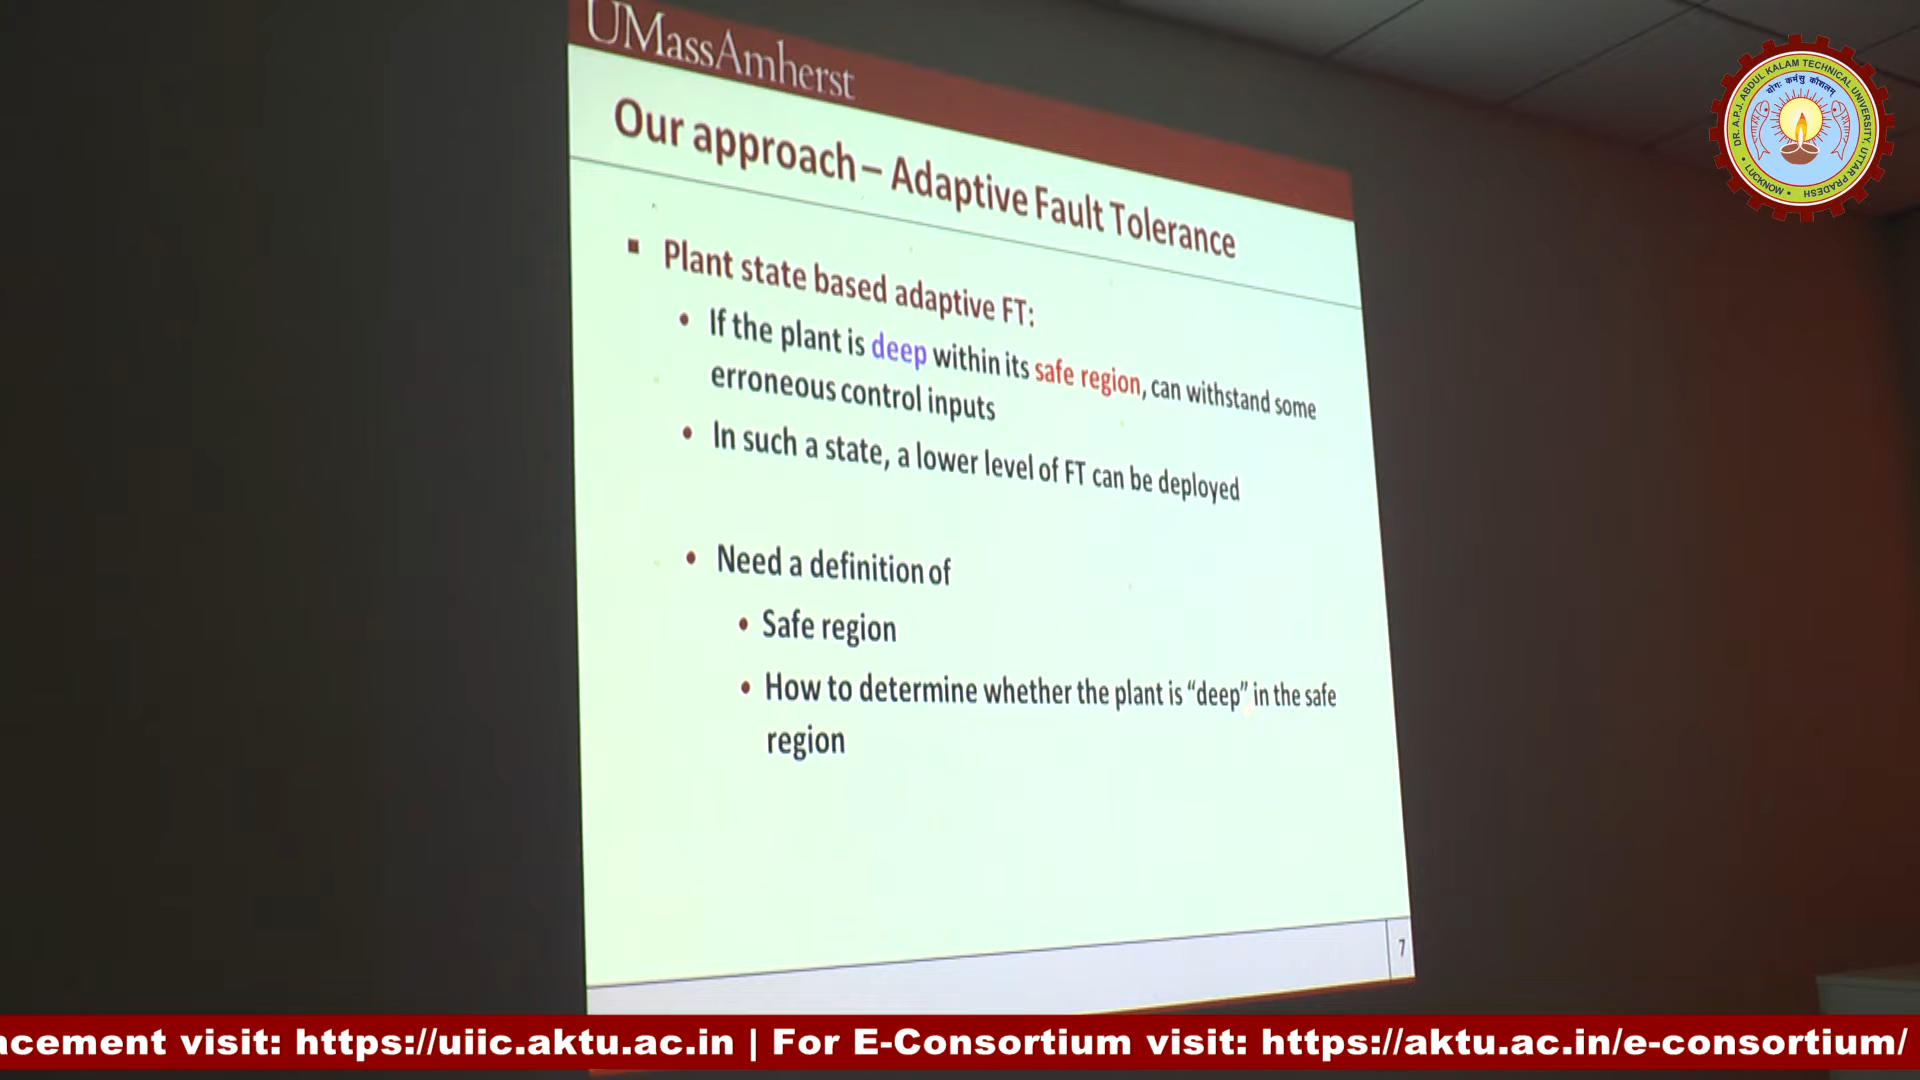 UMassAmherst
Our approach – Adaptive Fault Tolerance
Plant state based adaptive FT:
If the plant is deep within its safe region, can withstand some
erroneous control inputs
In such a state, a lower level of FT can be deployed
Need a definition of
Safe region
How to determine whether the plant is “deep” in the safe
region
7
DR. A.P.J. ABDUL KALAM TECHNICAL UNIVERSITY, UTTAR PRADESH
• LUCKNOW •
योगः कर्मसु कौशलम्
acement visit: https://uiic.aktu.ac.in | For E-Consortium visit: https://aktu.ac.in/e-consortium/